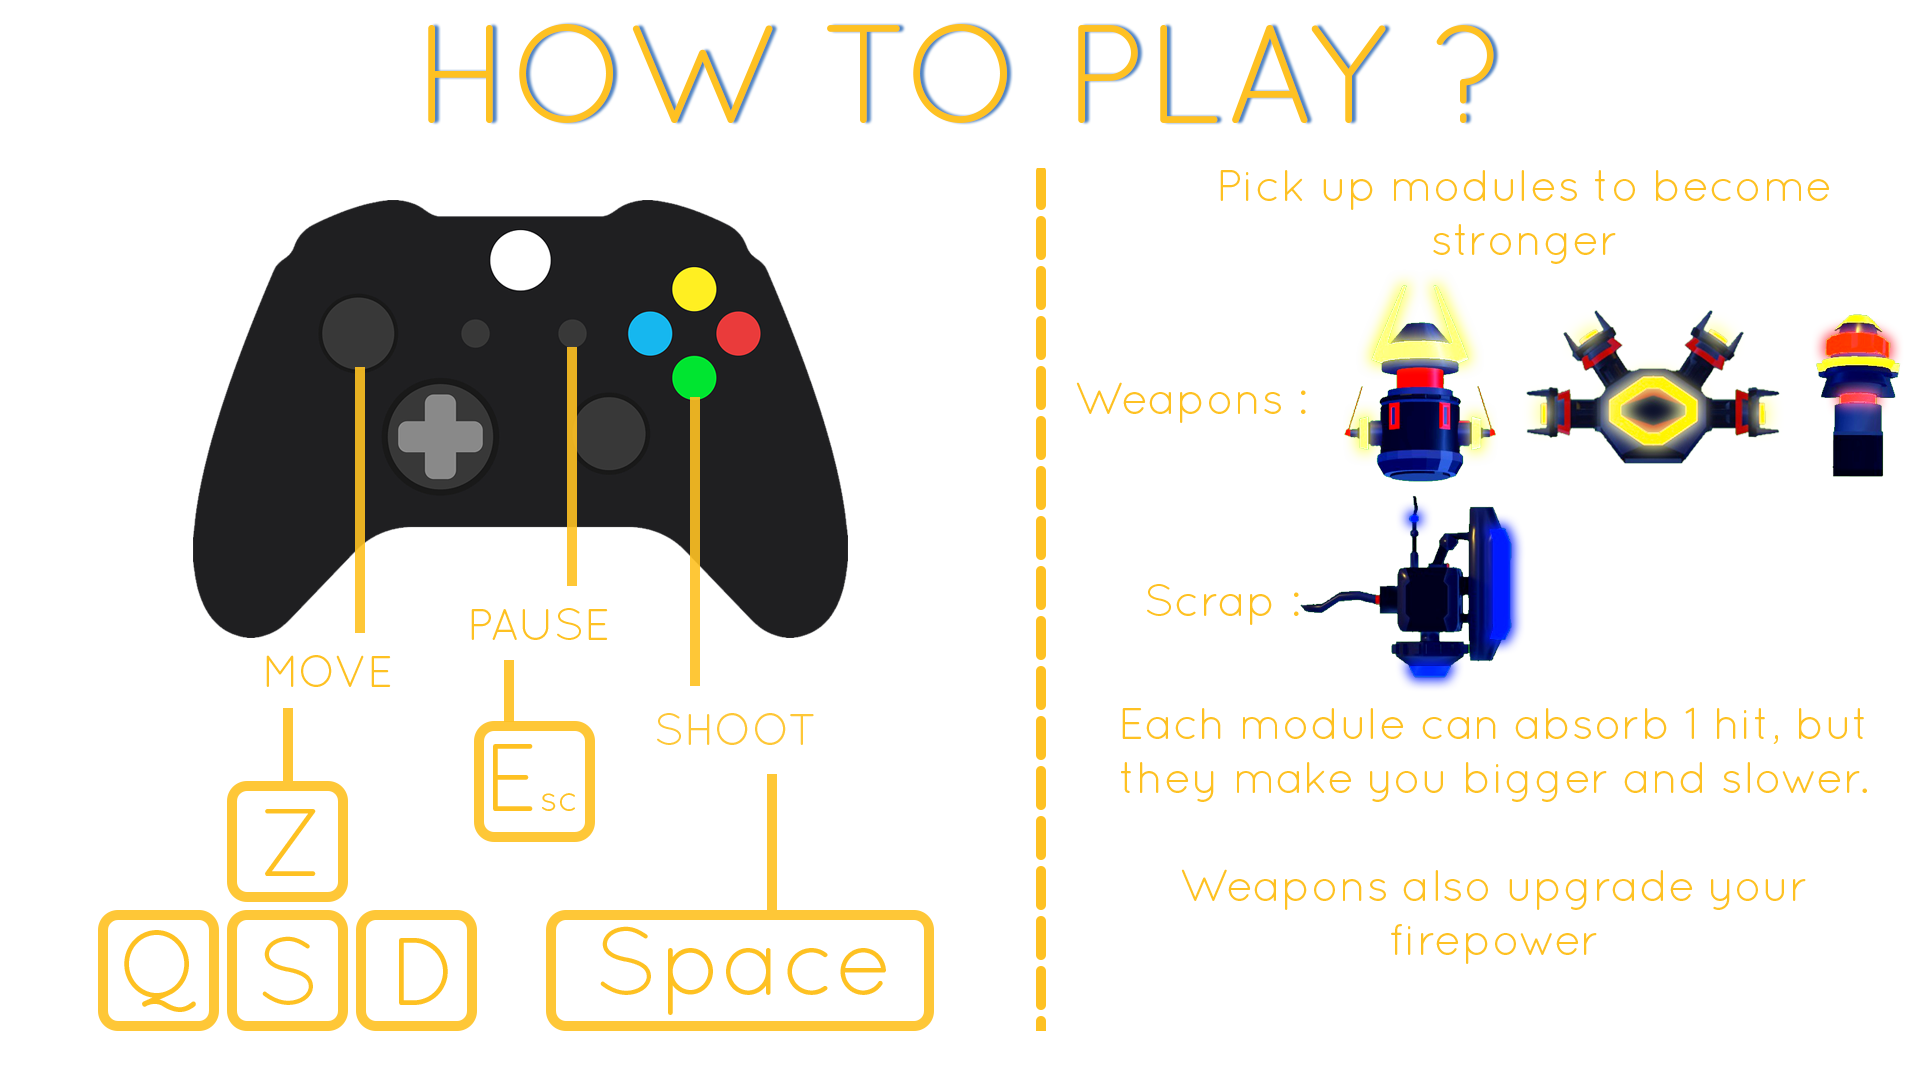 HOW TO PLAY ?
MOVE
PAUSE
SHOOT
Z
Esc
Q S D
Space
Pick up modules to become
stronger
Weapons :
Scrap :
Each module can absorb 1 hit, but
they make you bigger and slower.
Weapons also upgrade your
firepower